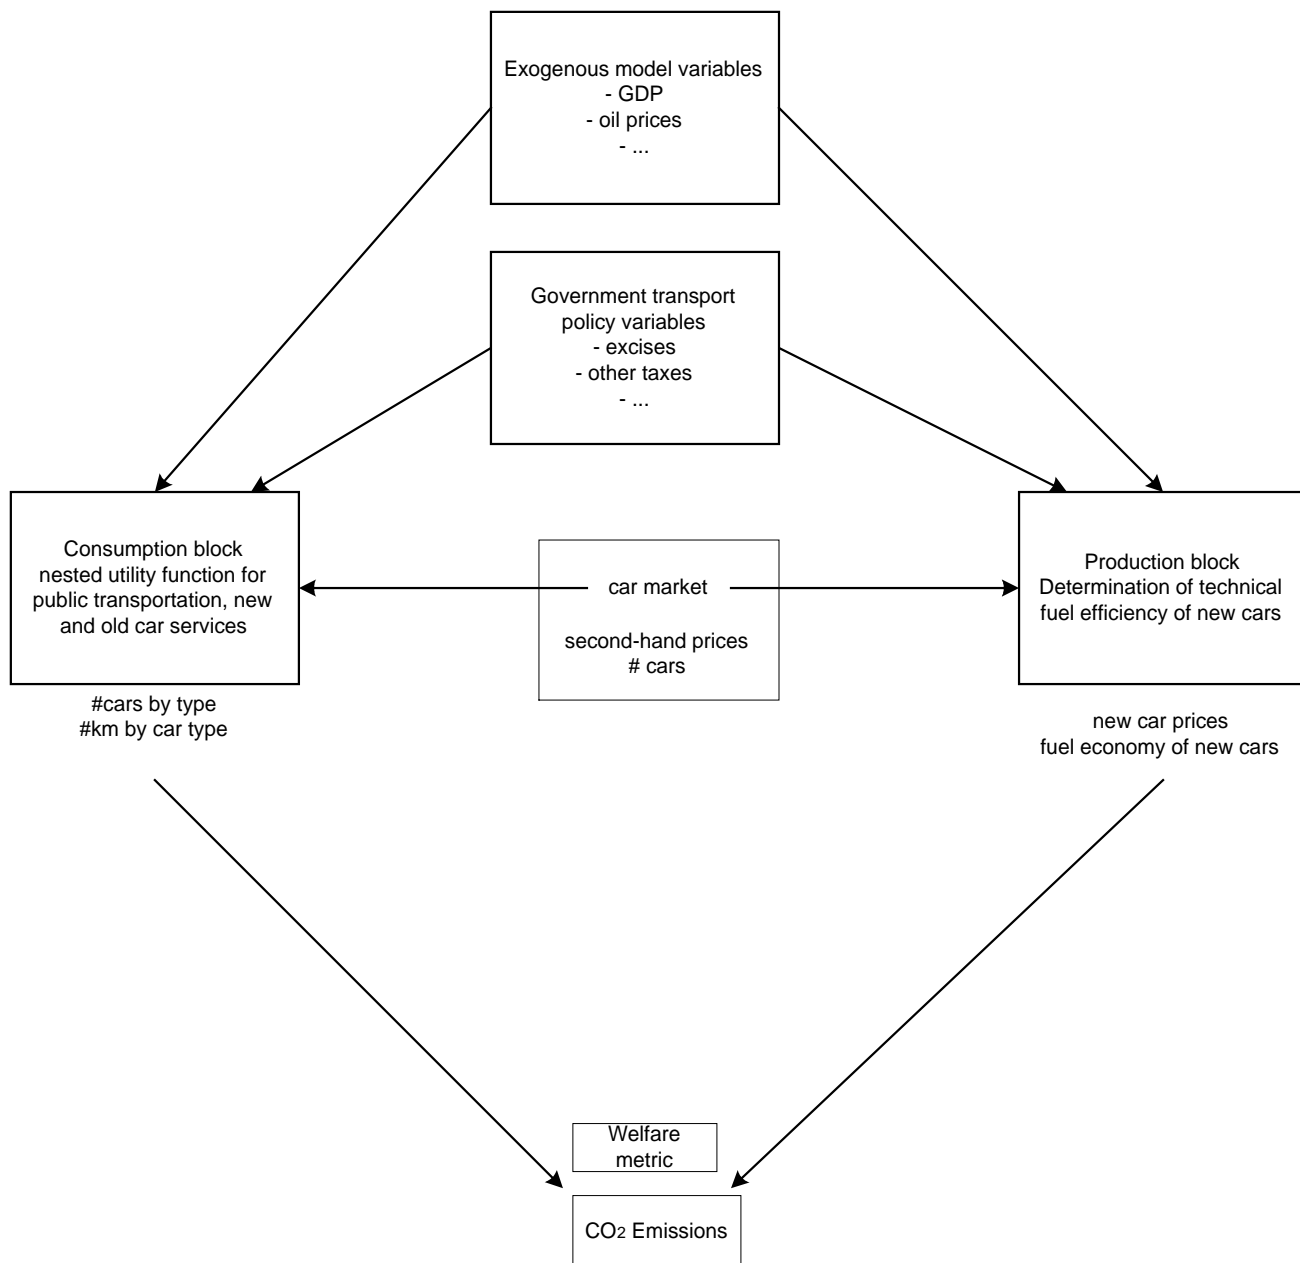 Exogenous model variables
- GDP
- oil prices
- ...
Government transport
policy variables
- excises
- other taxes
- ...
Consumption block
nested utility function for
public transportation, new
and old car services
#cars by type
#km by car type
car market
second-hand prices
# cars
Production block
Determination of technical
fuel efficiency of new cars
new car prices
fuel economy of new cars
Welfare
metric
CO2 Emissions